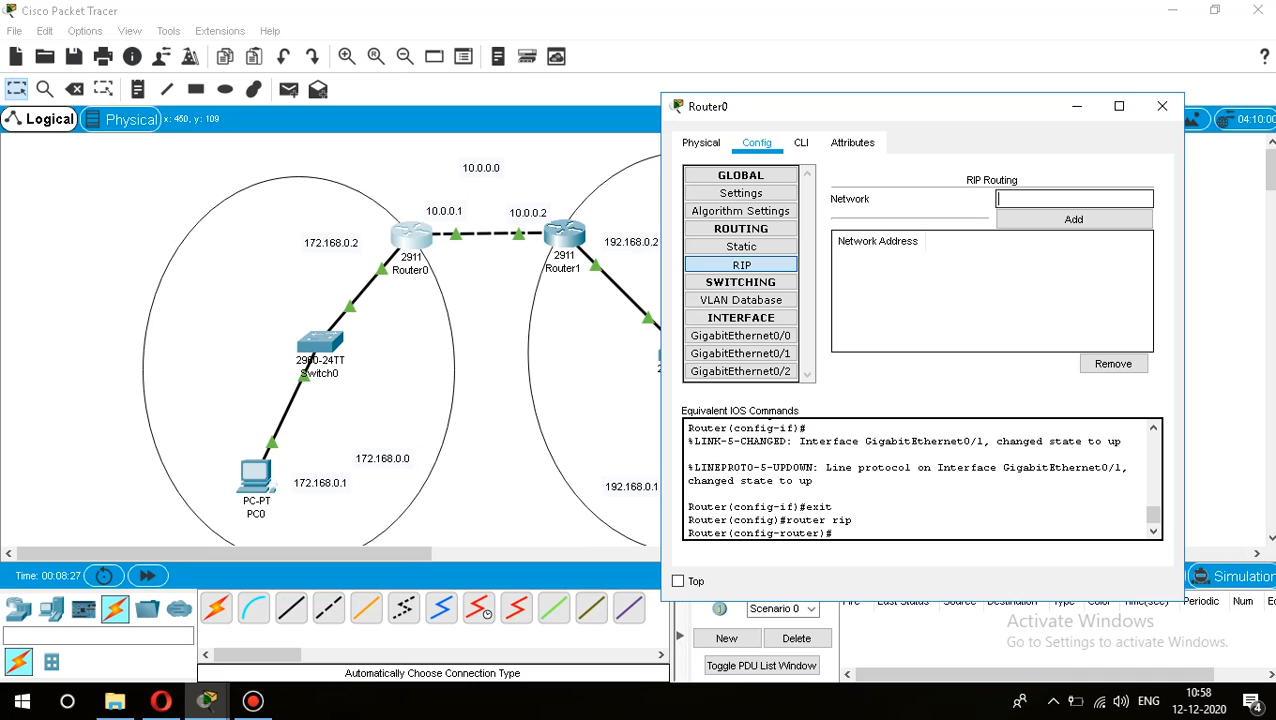 Cisco Packet Tracer
File Edit Options View Tools Extensions Help
Logical Physical x: 460, y: 109
04:10:00
10.0.0.0
10.0.0.1 10.0.0.2
172.168.0.2 192.168.0.2
2911
Router0
2911
Router1
2960-24TT
Switch0
172.168.0.0
172.168.0.1
192.168.0.1
PC-PT
PC0
Router0
Physical Config CLI Attributes
GLOBAL
Settings
Algorithm Settings
ROUTING
Static
RIP
SWITCHING
VLAN Database
INTERFACE
GigabitEthernet0/0
GigabitEthernet0/1
GigabitEthernet0/2
RIP Routing
Network
Add
Network Address
Remove
Equivalent IOS Commands
Router(config-if)#
%LINK-5-CHANGED: Interface GigabitEthernet0/1, changed state to up
%LINEPROTO-5-UPDOWN: Line protocol on Interface GigabitEthernet0/1,
changed state to up
Router(config-if)#exit
Router(config)#router rip
Router(config-router)#
Top
Time: 00:08:27
Simulation
Scenario 0
Fire Last Status Source Destination Type Color Time(sec) Periodic Num
New Delete
Toggle PDU List Window
Automatically Choose Connection Type
Activate Windows
Go to Settings to activate Windows.
ENG
10:58
12-12-2020
4